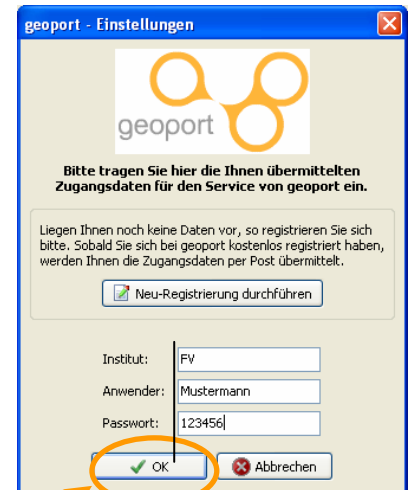 geoport - Einstellungen
geoport
Bitte tragen Sie hier die Ihnen übermittelten
Zugangsdaten für den Service von geoport ein.
Liegen Ihnen noch keine Daten vor, so registrieren Sie sich
bitte. Sobald Sie sich bei geoport kostenlos registriert haben,
werden Ihnen die Zugangsdaten per Post übermittelt.
Neu-Registrierung durchführen
Institut: FV
Anwender: Mustermann
Passwort: 123456
OK Abbrechen